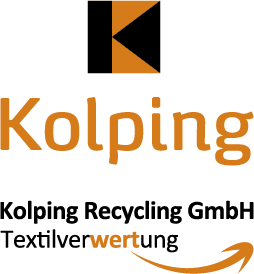 Kolping
Kolping Recycling GmbH
Textilverwertung